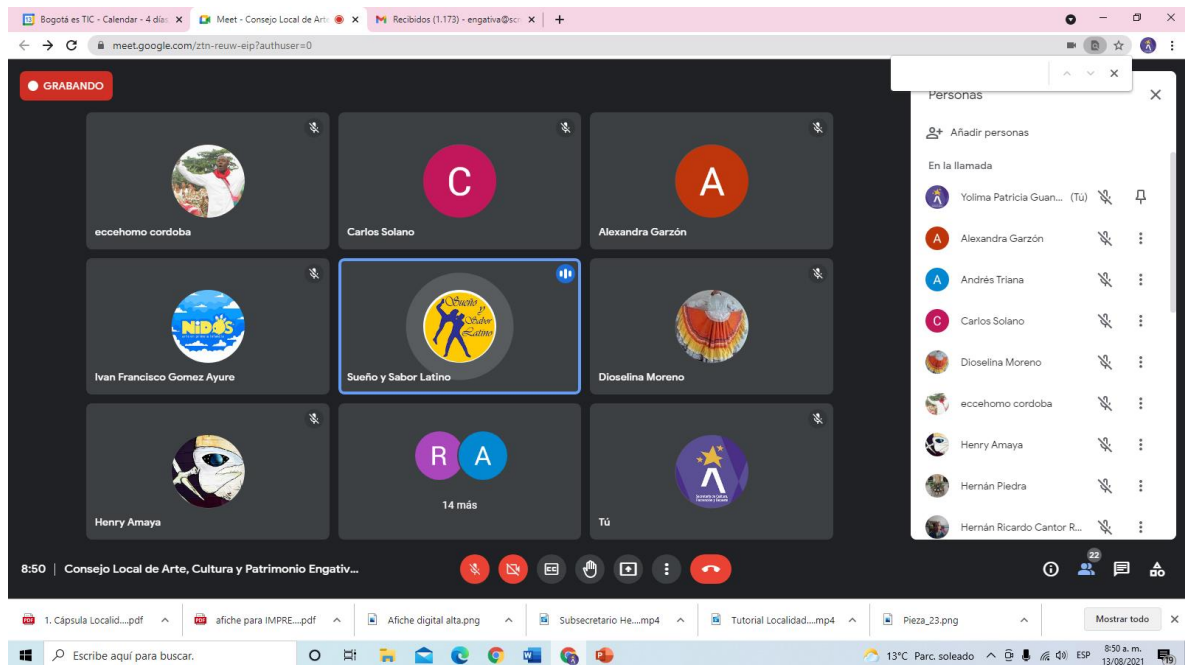 Bogotá es TIC - Calendar - 4 días
Meet - Consejo Local de Arte
Recibidos (1.173) - engativa@scr
meet.google.com/ztn-reuw-eip?authuser=0
GRABANDO
eccehomo cordoba
C
Carlos Solano
A
Alexandra Garzón
NiDOS
Ivan Francisco Gomez Ayure
Sueño y Sabor Latino
Sueño y Sabor Latino
Dioselina Moreno
Henry Amaya
R A
14 más
Tú
Personas
Añadir personas
En la llamada
Yolima Patricia Guan... (Tú)
A Alexandra Garzón
A Andrés Triana
C Carlos Solano
Dioselina Moreno
eccehomo cordoba
Henry Amaya
Hernán Piedra
Hernán Ricardo Cantor R...
8:50 | Consejo Local de Arte, Cultura y Patrimonio Engativ...
22
1. Cápsula Localid....pdf
afiche para IMPRE....pdf
Afiche digital alta.png
Subsecretario He....mp4
Tutorial Localidad....mp4
Pieza_23.png
Mostrar todo
Escribe aquí para buscar.
13°C Parc. soleado
ESP
8:50 a. m.
13/08/2021
19